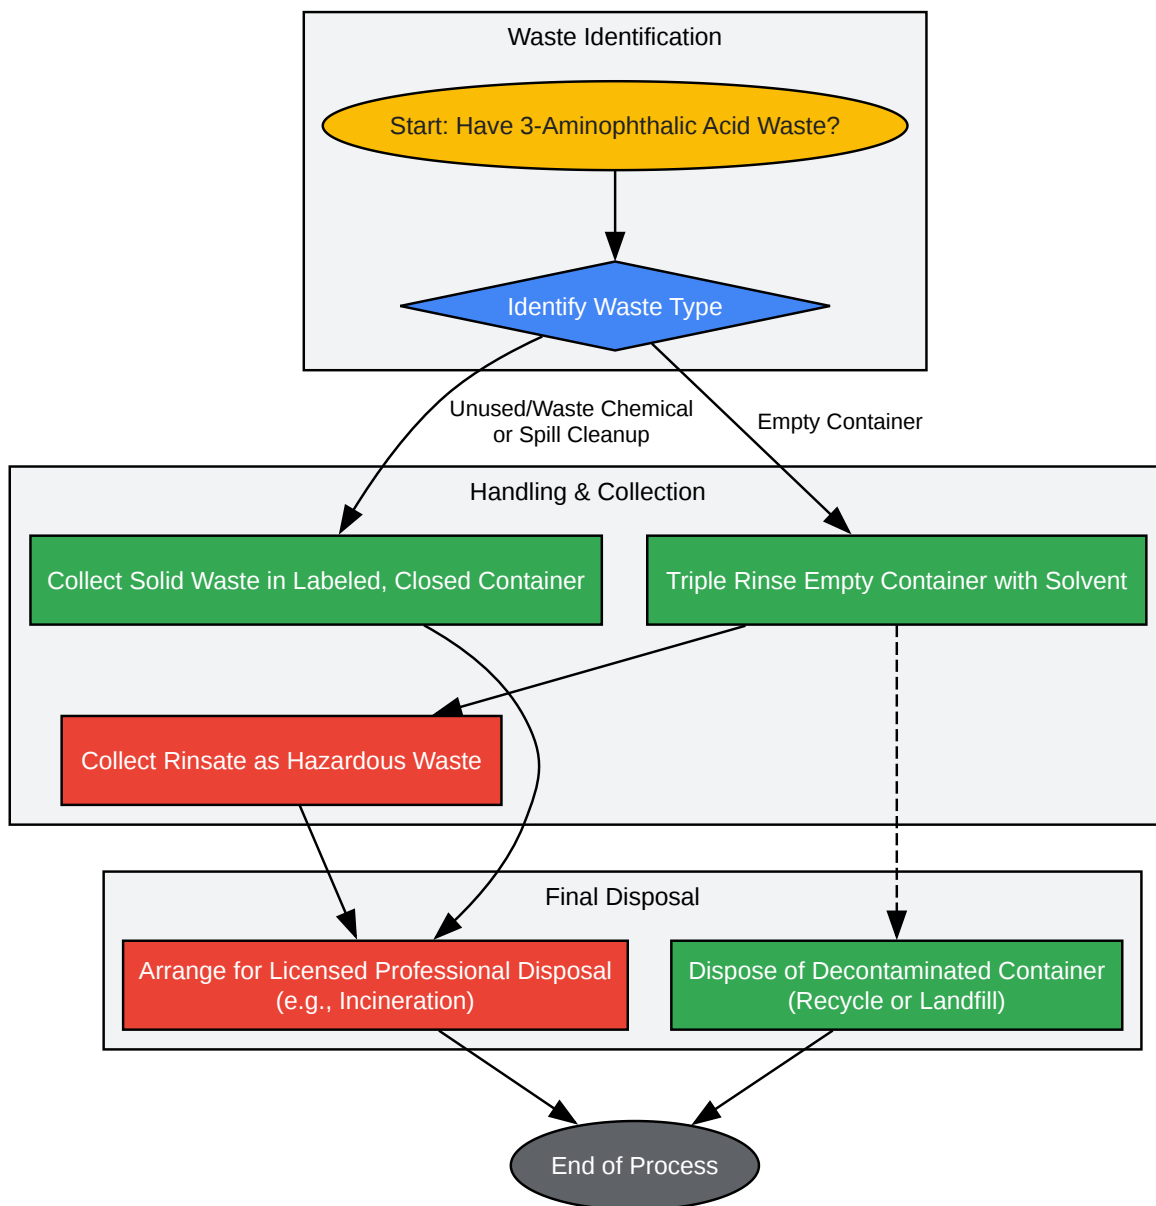 Waste Identification
Start: Have 3-Aminophthalic Acid Waste?
Identify Waste Type
Unused/Waste Chemical
or Spill Cleanup
Empty Container
Handling & Collection
Collect Solid Waste in Labeled, Closed Container
Triple Rinse Empty Container with Solvent
Collect Rinsate as Hazardous Waste
Final Disposal
Arrange for Licensed Professional Disposal
(e.g., Incineration)
Dispose of Decontaminated Container
(Recycle or Landfill)
End of Process